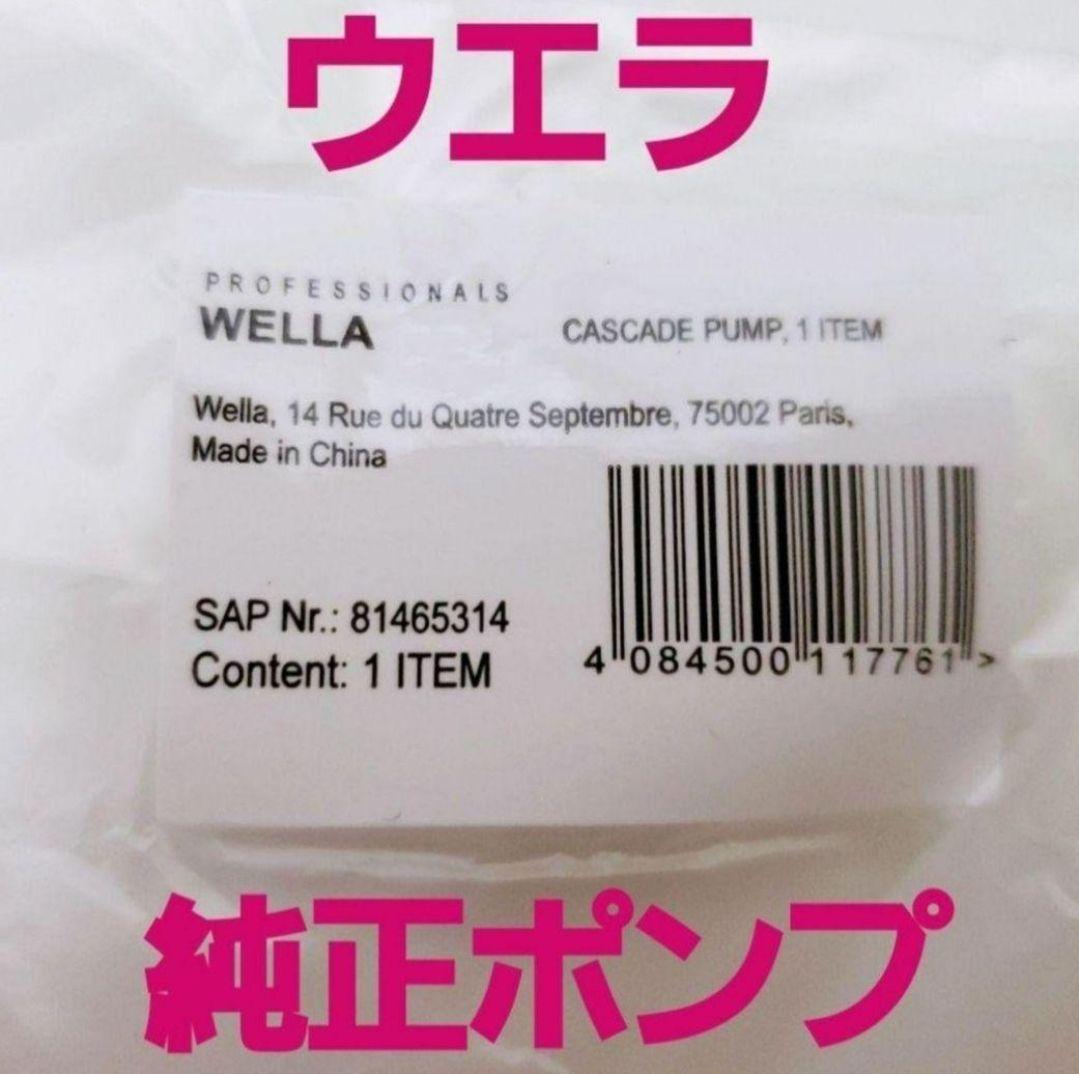 ウエラ
PROFESSIONALS
WELLA
CASCADE PUMP, 1 ITEM
Wella, 14 Rue du Quatre Septembre, 75002 Paris,
Made in China
SAP Nr.: 81465314
Content: 1 ITEM
4 084500 117761 >
純正ポンプ